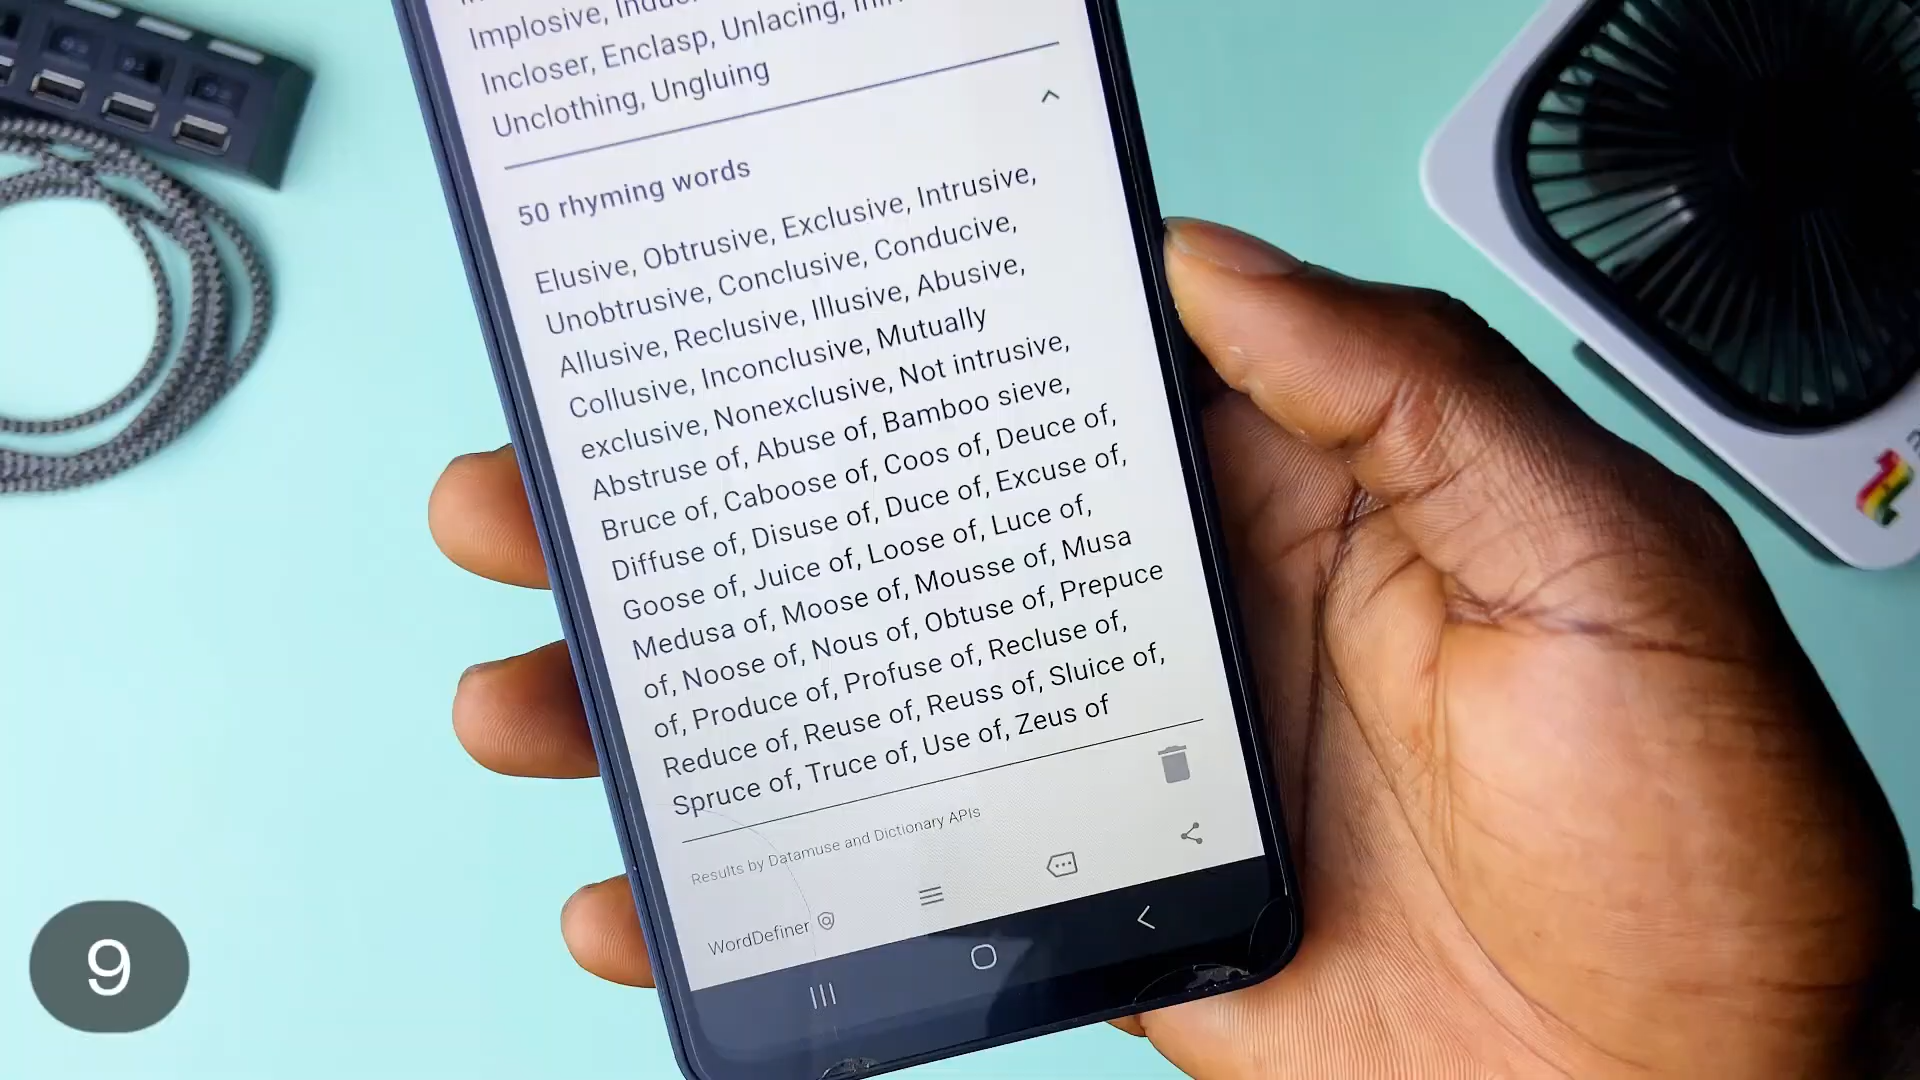 Implosive,
Incloser, Enclasp, Unlacing,
Unclothing, Ungluing
50 rhyming words
Elusive, Obtrusive, Exclusive, Intrusive,
Unobtrusive, Conclusive, Conducive,
Allusive, Reclusive, Illusive, Abusive,
Collusive, Inconclusive, Mutually
exclusive, Nonexclusive, Not intrusive,
Abstruse of, Abuse of, Bamboo sieve,
Bruce of, Caboose of, Coos of, Deuce of,
Diffuse of, Disuse of, Duce of, Excuse of,
Goose of, Juice of, Loose of, Luce of,
Medusa of, Moose of, Mousse of, Musa
of, Noose of, Nous of, Obtuse of, Prepuce
of, Produce of, Profuse of, Recluse of,
Reduce of, Reuse of, Reuss of, Sluice of,
Spruce of, Truce of, Use of, Zeus of
Results by Datamuse and Dictionary APIs
WordDefiner
9